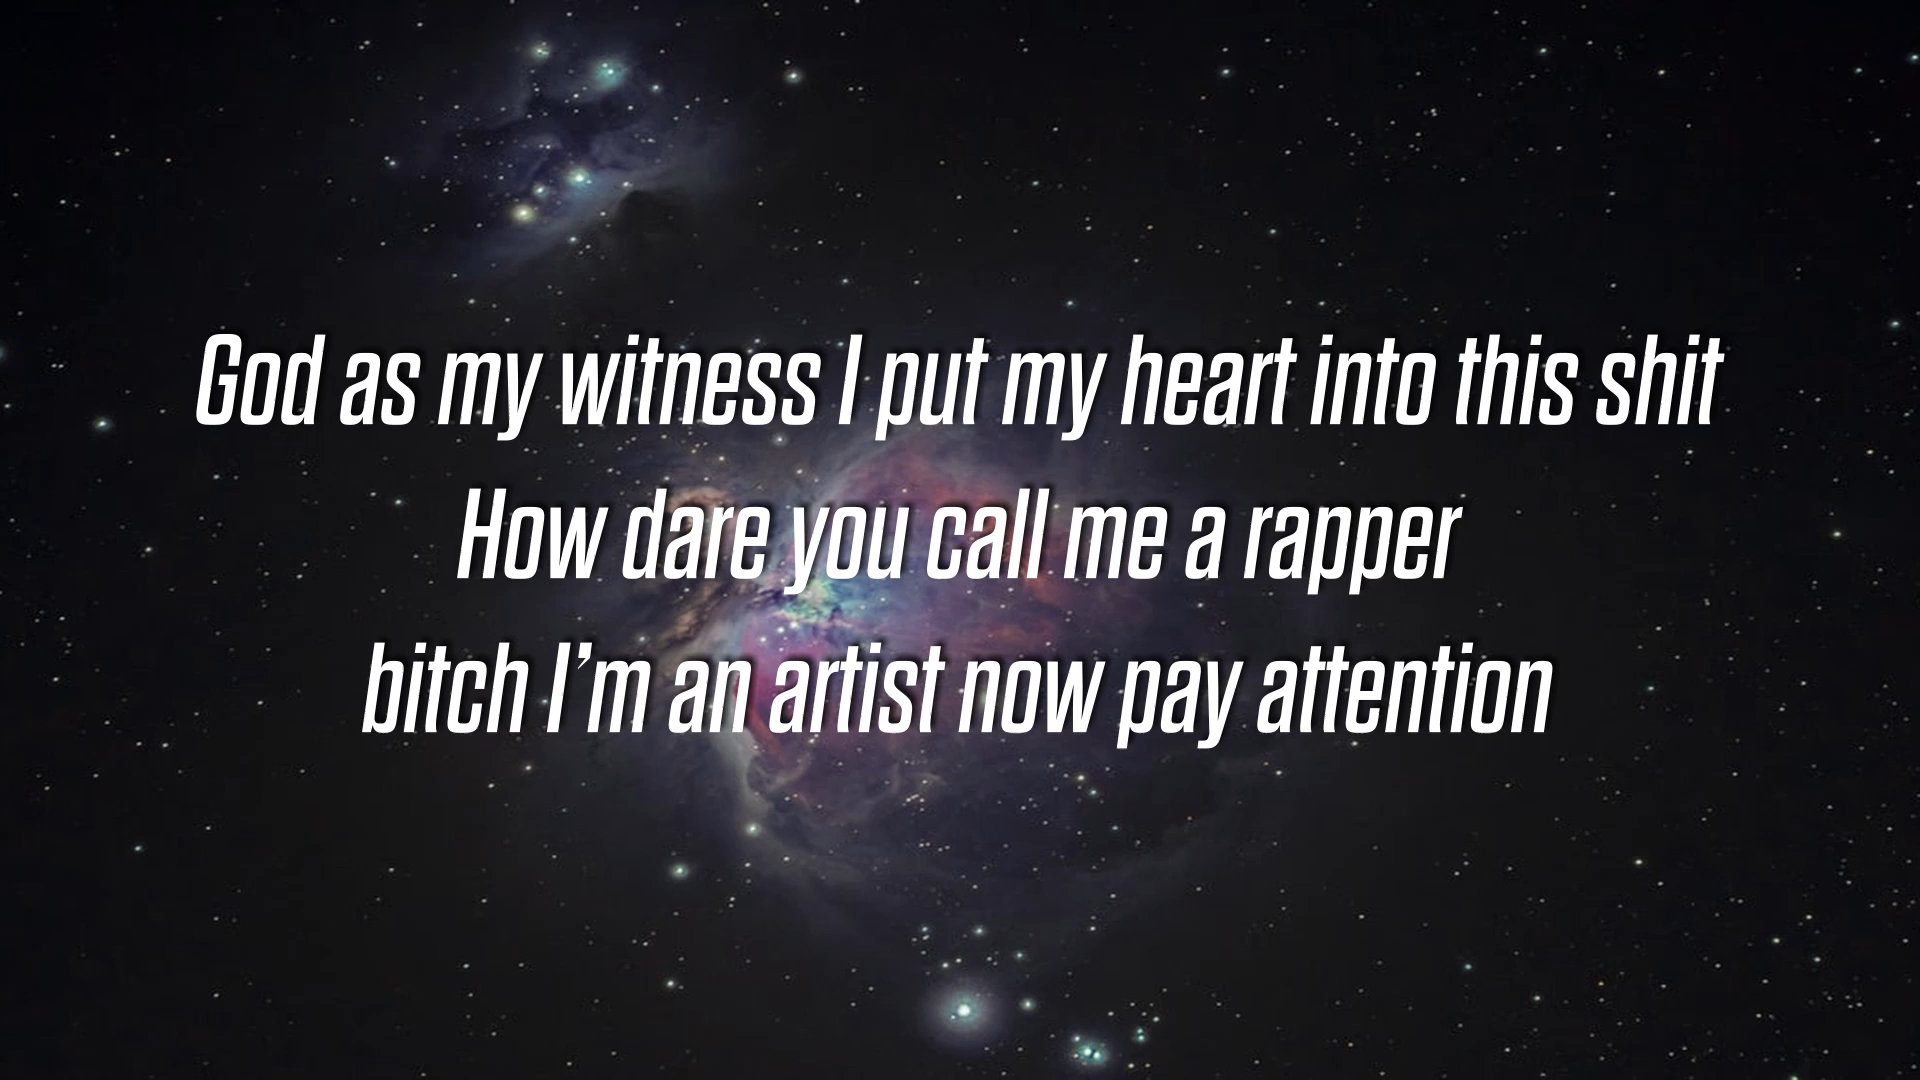 God as my witness I put my heart into this shit
How dare you call me a rapper
bitch I'm an artist now pay attention